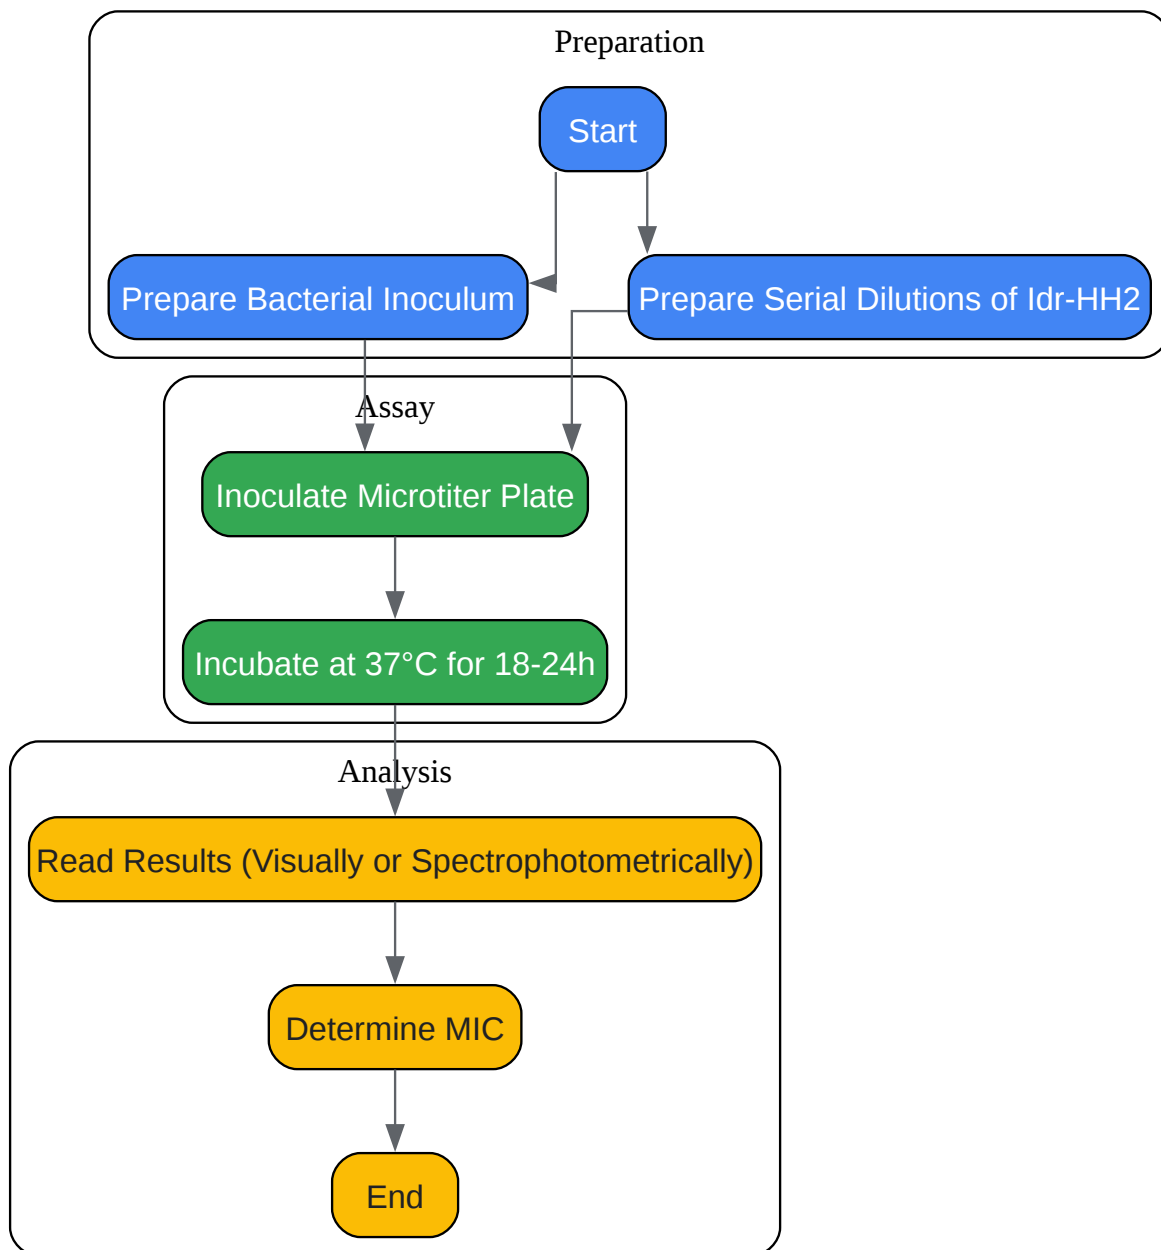 Preparation
Start
Prepare Bacterial Inoculum
Prepare Serial Dilutions of Idr-HH2
Assay
Inoculate Microtiter Plate
Incubate at 37°C for 18-24h
Analysis
Read Results (Visually or Spectrophotometrically)
Determine MIC
End